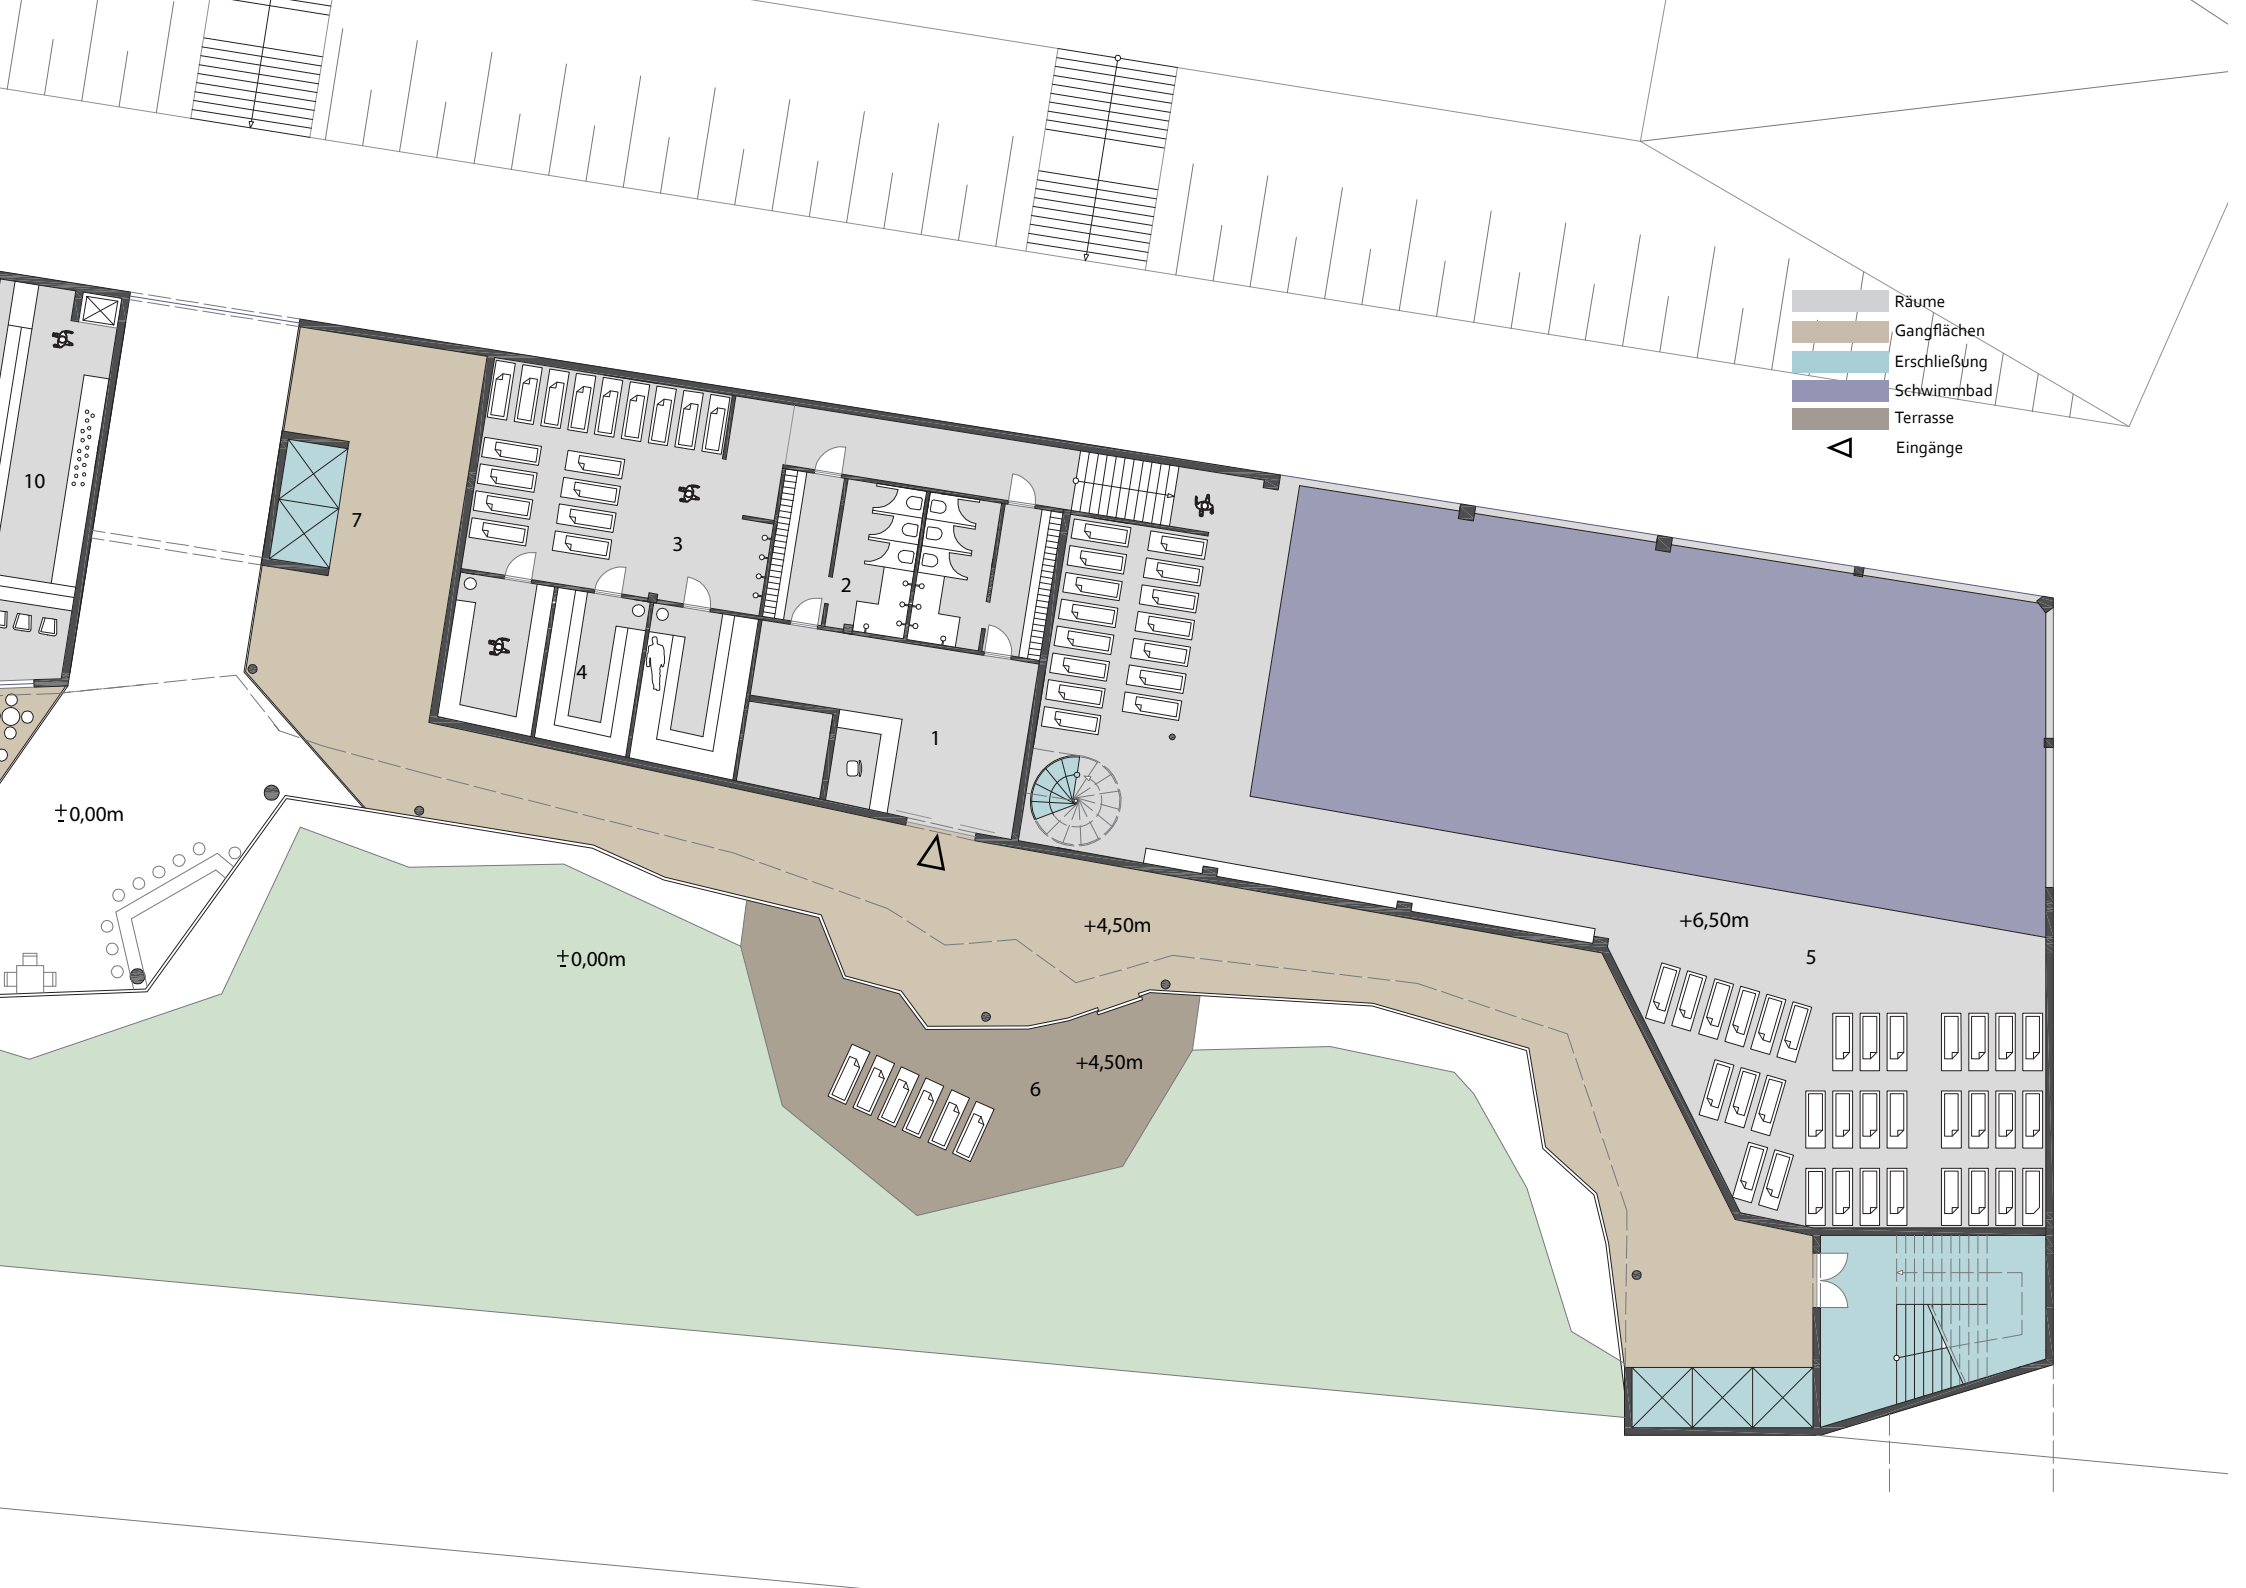 Räume
Gangflächen
Erschließung
Schwimmbad
Terrasse
Eingänge
10
7
3
2
4
1
±0,00m
+4,50m
+6,50m
5
±0,00m
+4,50m
6